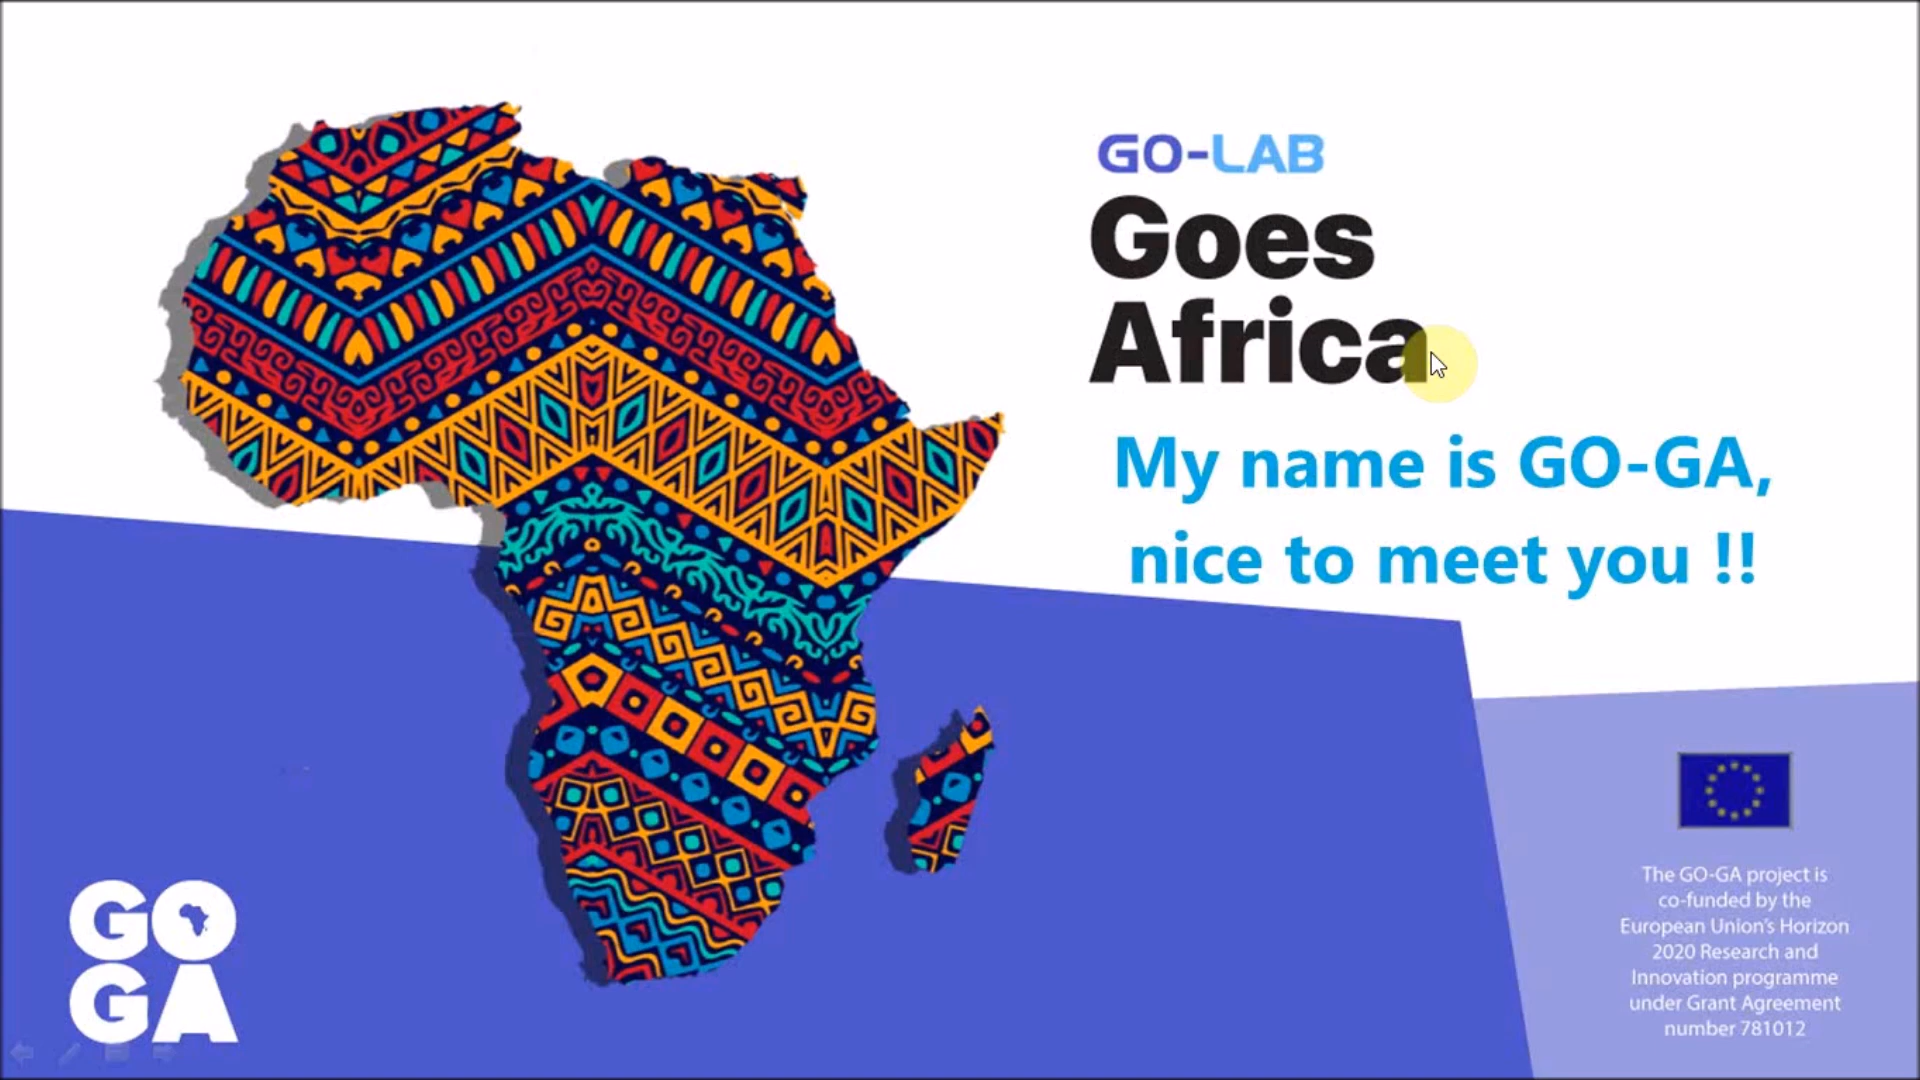 GO-LAB
Goes
Africa
My name is GO-GA,
nice to meet you !!
GO
GA
The GO-GA project is
co-funded by the
European Union's Horizon
2020 Research and
Innovation programme
under Grant Agreement
number 781012